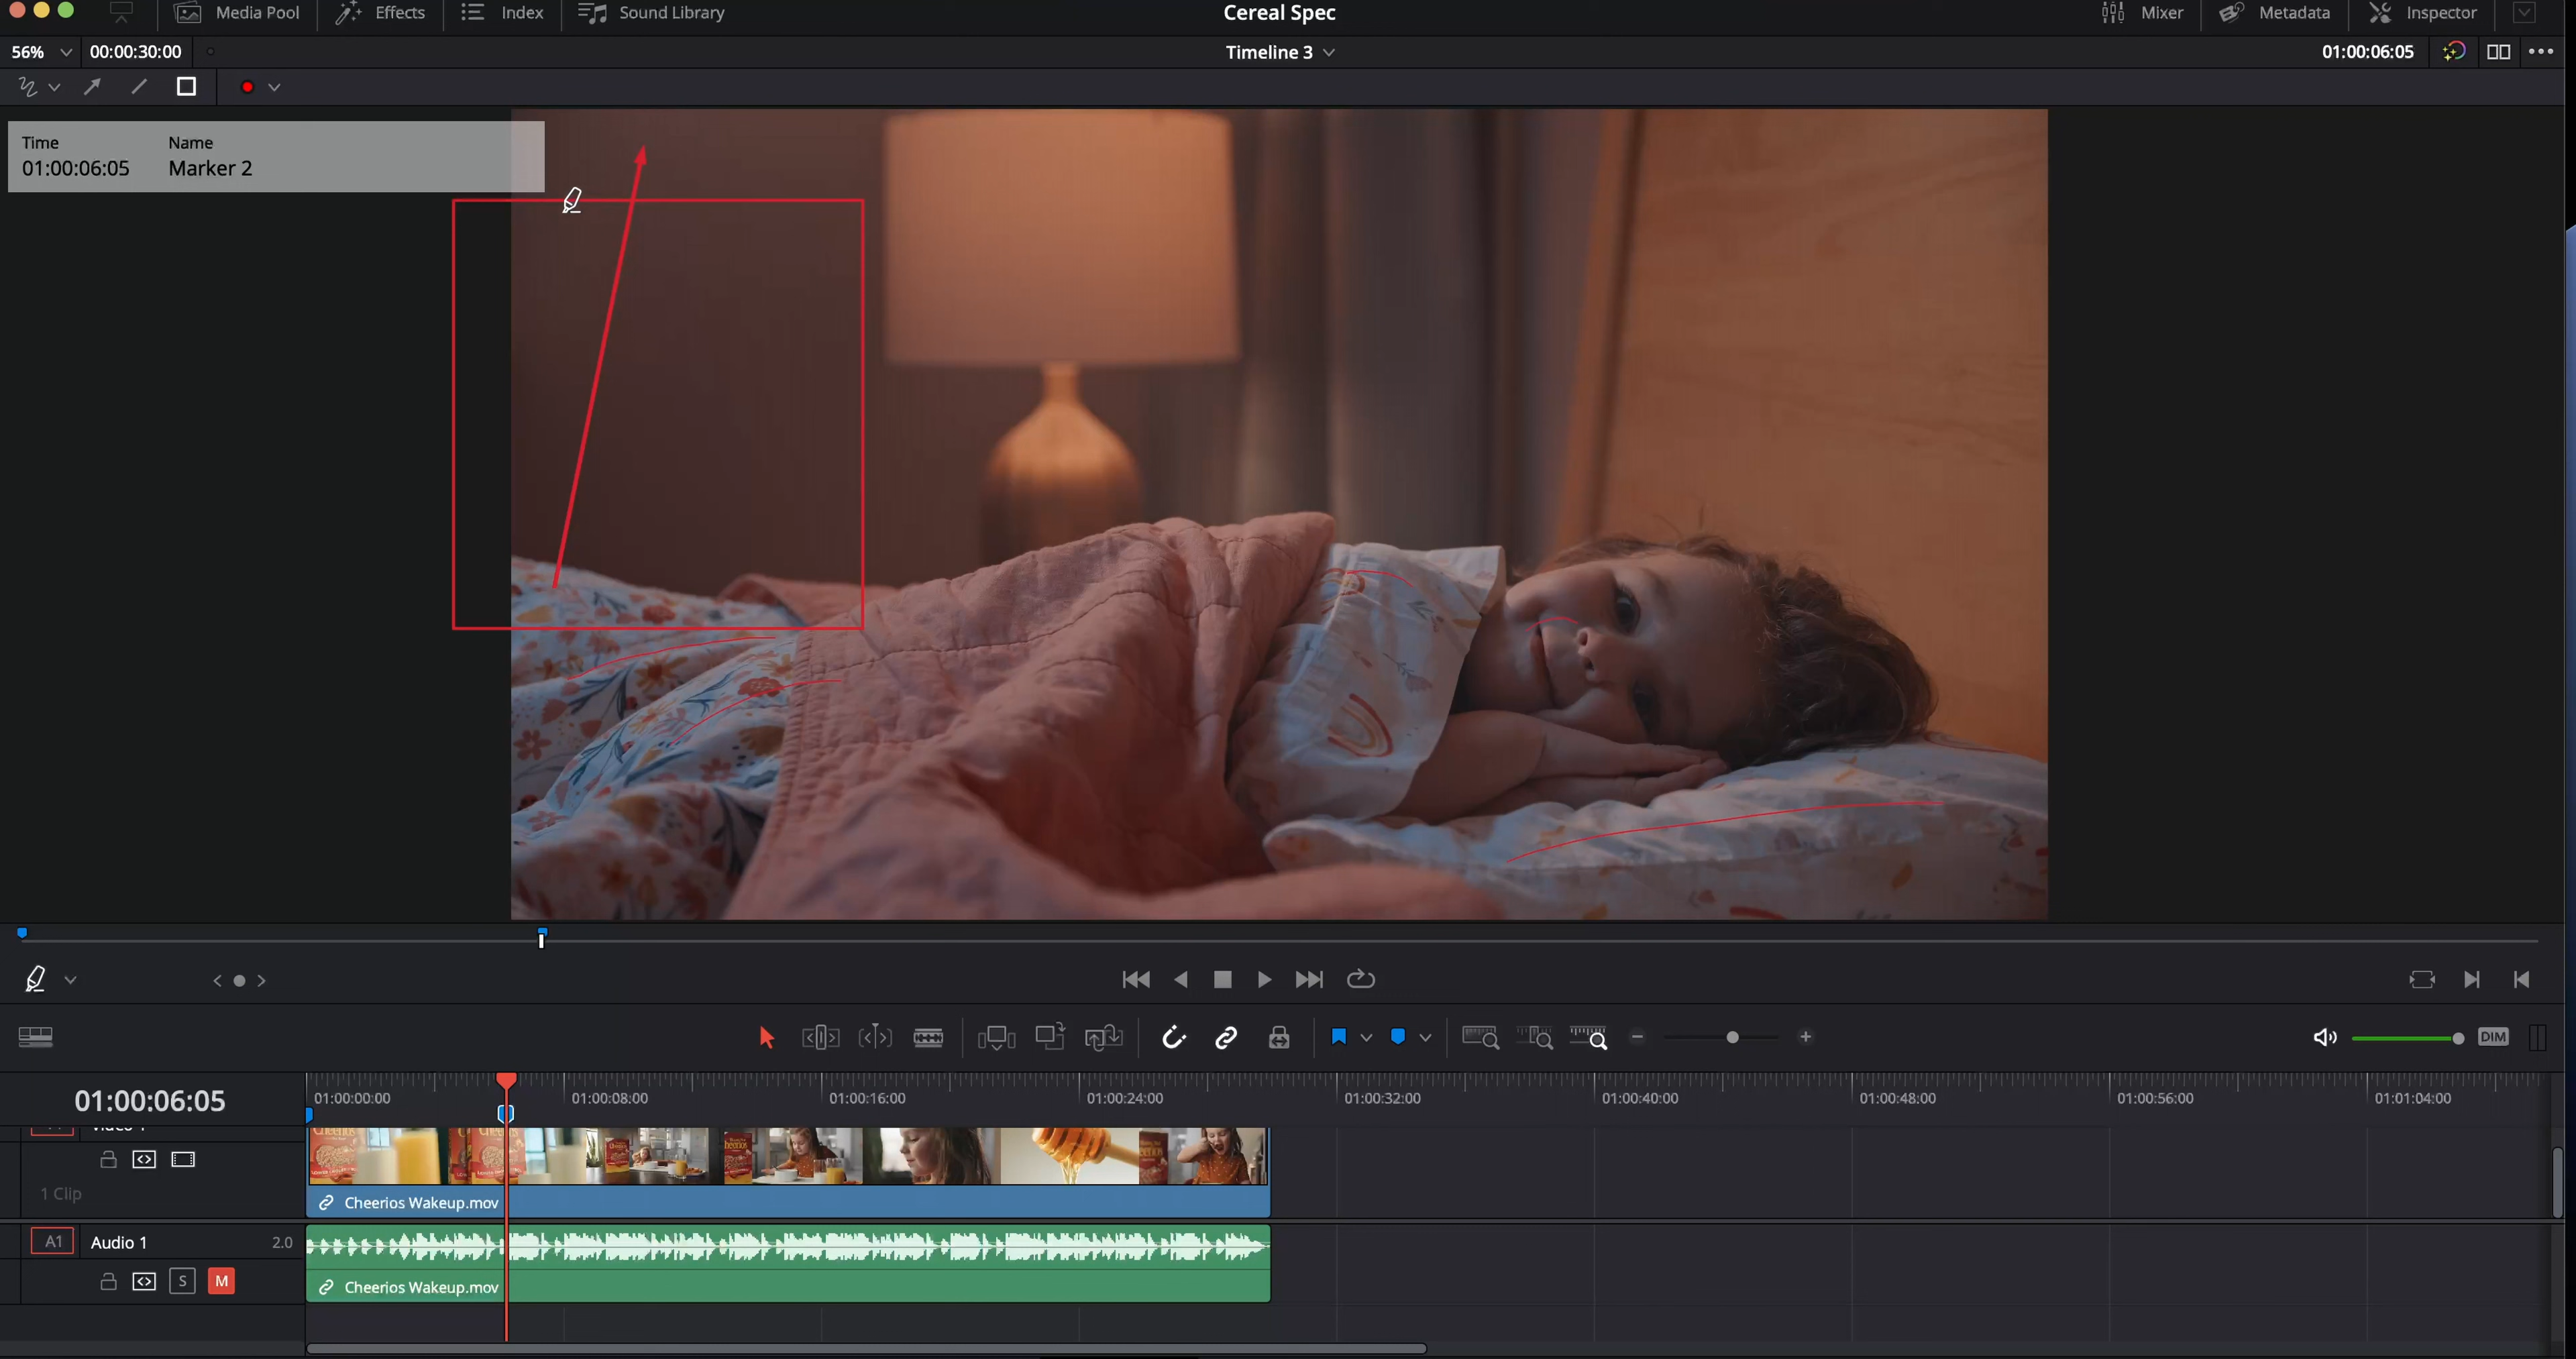 Media Pool Effects Index Sound Library Cereal Spec Mixer Metadata Inspector
56% 00:00:30:00 Timeline 3 01:00:06:05
Time Name
01:00:06:05 Marker 2
DIM
01:00:06:05 01:00:00:00 01:00:08:00 01:00:16:00 01:00:24:00 01:00:32:00 01:00:40:00 01:00:48:00 01:00:56:00 01:01:04:00
1 Clip
Cheerios Wakeup.mov
A1 Audio 1 2.0
S M
Cheerios Wakeup.mov